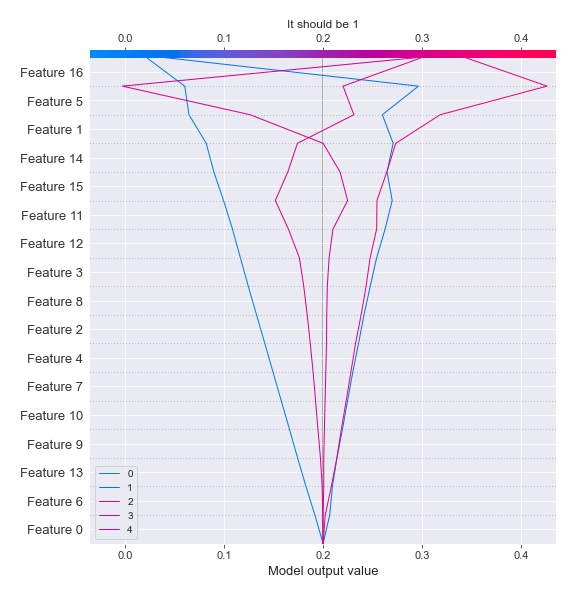 It should be 1
0.0 0.1 0.2 0.3 0.4
Feature 16
Feature 5
Feature 1
Feature 14
Feature 15
Feature 11
Feature 12
Feature 3
Feature 8
Feature 2
Feature 4
Feature 7
Feature 10
Feature 9
Feature 13
Feature 6
Feature 0
0
1
2
3
4
0.0 0.1 0.2 0.3 0.4
Model output value